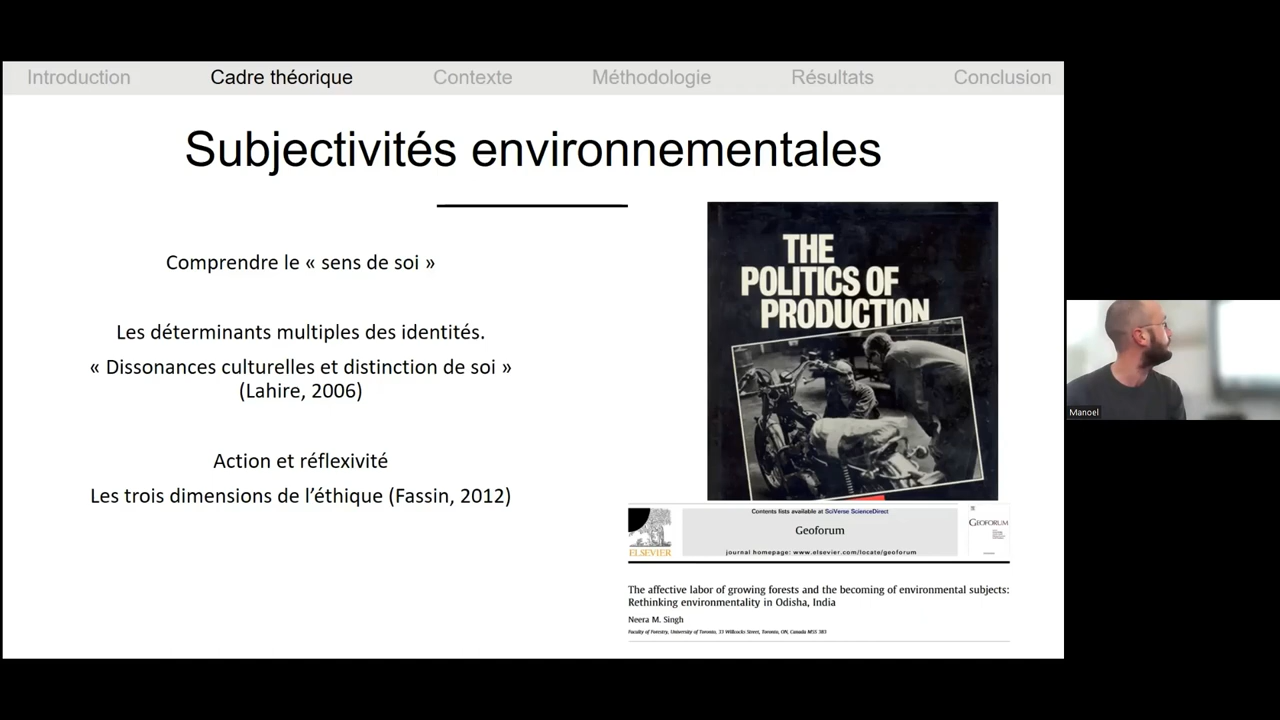 Introduction Cadre théorique Contexte Méthodologie Résultats Conclusion
Subjectivités environnementales
Comprendre le « sens de soi »
Les déterminants multiples des identités.
« Dissonances culturelles et distinction de soi »
(Lahire, 2006)
Action et réflexivité
Les trois dimensions de l’éthique (Fassin, 2012)
THE
POLITICS OF
PRODUCTION
ELSEVIER
Contents lists available at SciVerse ScienceDirect
Geoforum
journal homepage: www.elsevier.com/locate/geoforum
GEOFORUM
The affective labor of growing forests and the becoming of environmental subjects:
Rethinking environmentality in Odisha, India
Neera M. Singh
Faculty of Forestry, University of Toronto, 33 Willcocks Street, Toronto, ON, Canada M5S 3B3
Manoel